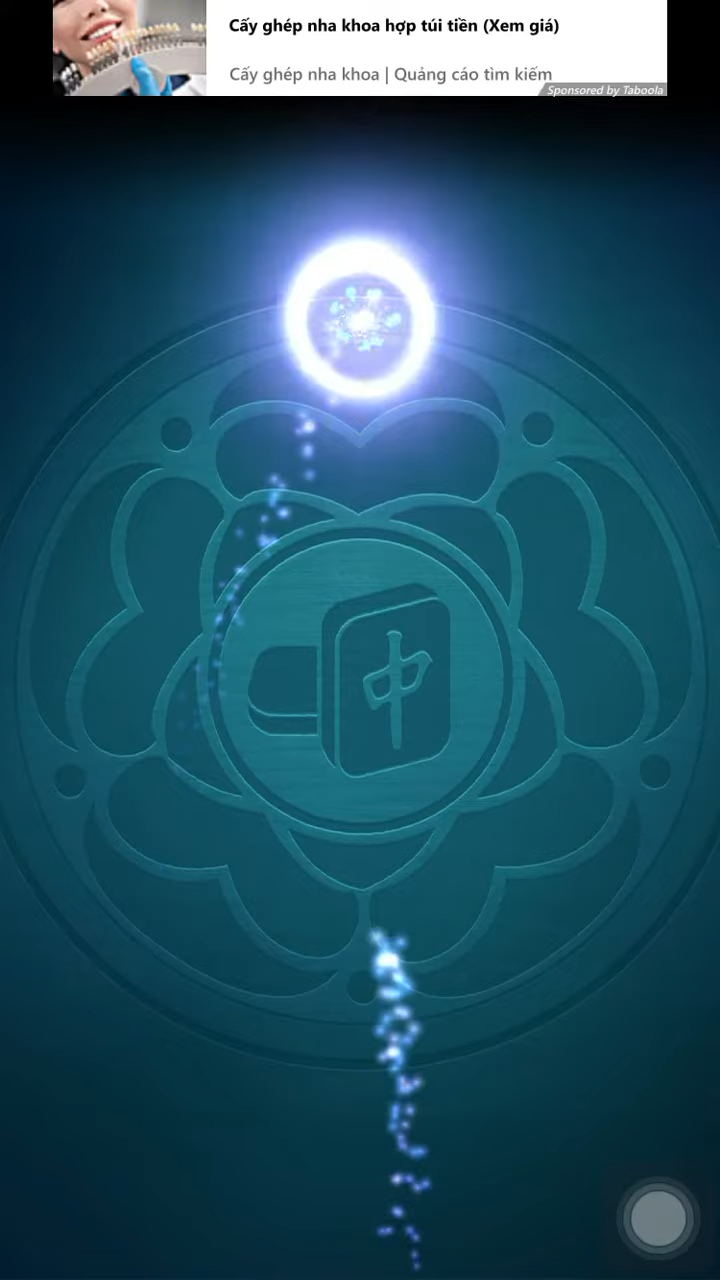 Cấy ghép nha khoa hợp túi tiền (Xem giá)
Cấy ghép nha khoa | Quảng cáo tìm kiếm
Sponsored by Taboola
中